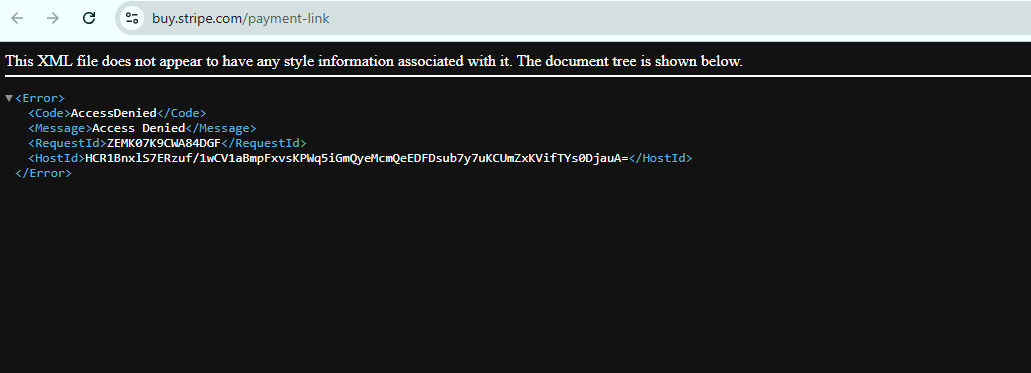 buy.stripe.com/payment-link
This XML file does not appear to have any style information associated with it. The document tree is shown below.
<Error>
<Code>AccessDenied</Code>
<Message>Access Denied</Message>
<RequestId>ZEMK07K9CWA84DGF</RequestId>
<HostId>HCR1BnxlS7ERzuf/1wCV1aBmpFxvsKPWq5iGmQyeMcmQeEDFDsub7y7uKCUmZxKVifTYs0DjauA=</HostId>
</Error>